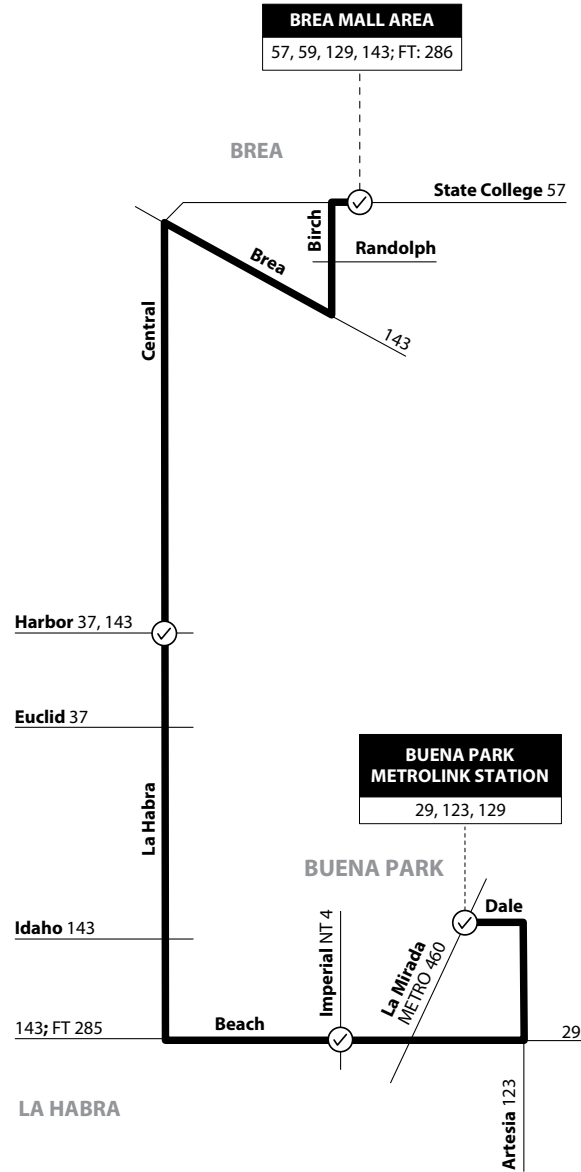 BREA MALL AREA
57, 59, 129, 143; FT: 286
BREA
State College 57
Birch
Randolph
Brea
143
Central
Harbor 37, 143
Euclid 37
La Habra
BUENA PARK
METROLINK STATION
29, 123, 129
BUENA PARK
Dale
Idaho 143
Imperial NT 4
La Mirada
METRO 460
143; FT 285
Beach
29
LA HABRA
Artesia 123